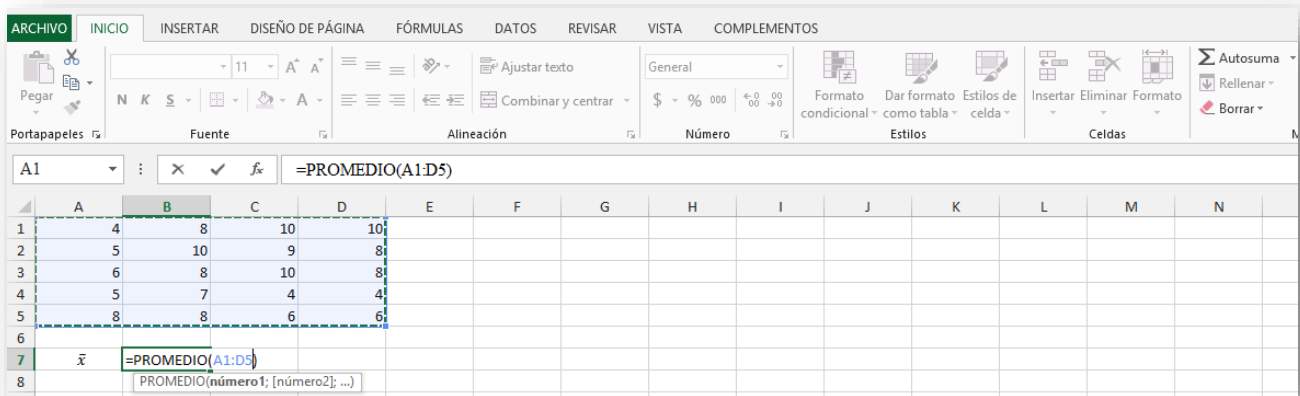 ARCHIVO INICIO INSERTAR DISEÑO DE PÁGINA FÓRMULAS DATOS REVISAR VISTA COMPLEMENTOS
Pegar
N K S
11 A A
A
Ajustar texto
Combinar y centrar
General
$ % 000
Formato condicional
Dar formato como tabla
Estilos de celda
Insertar Eliminar Formato
Σ Autosuma
Rellenar
Borrar
Portapapeles Fuente Alineación Número Estilos Celdas
A1 fx =PROMEDIO(A1:D5)
A B C D E F G H I J K L M N
1 4 8 10 10
2 5 10 9 8
3 6 8 10 8
4 5 7 4 4
5 8 8 6 6
6
7 x̄ =PROMEDIO(A1:D5)
8 PROMEDIO(número1; [número2]; ...)